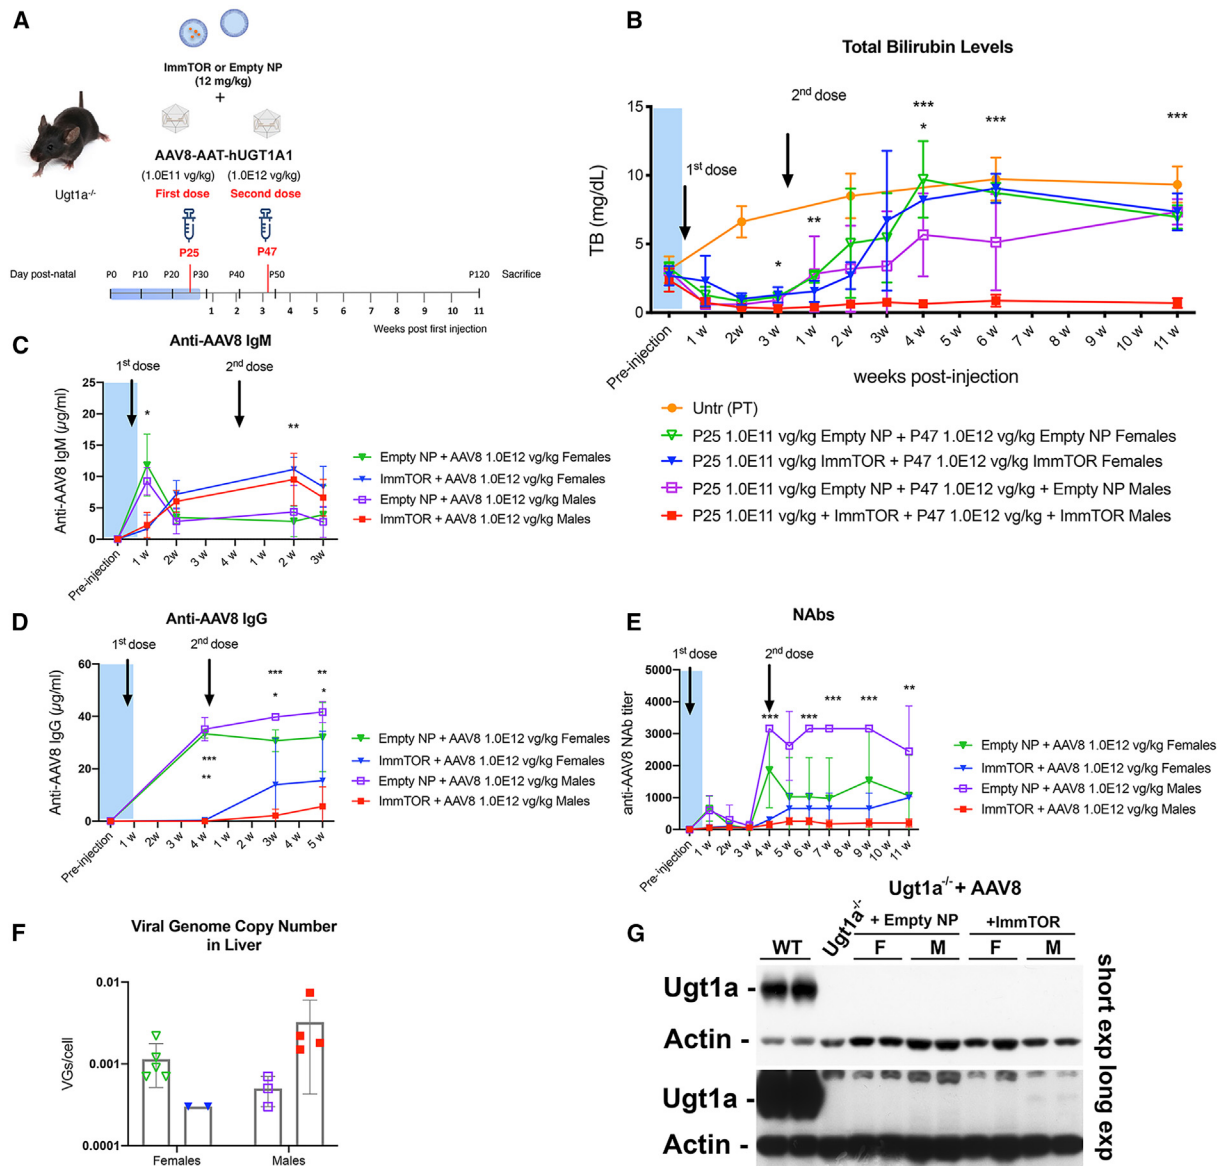 A
ImmTOR or Empty NP
(12 mg/kg)
+
Ugt1a-/-
AAV8-AAT-hUGT1A1
(1.0E11 vg/kg) (1.0E12 vg/kg)
First dose Second dose
P25 P47
Day post-natal P0 P10 P20 P30 P40 P50 P120 Sacrifice
1 2 3 4 5 6 7 8 9 10 11
Weeks post first injection
B
Total Bilirubin Levels
TB (mg/dL)
15
10
5
0
1st dose
2nd dose
*
**
***
*
***
***
Pre-injection 1 w 2w 3 w 1 w 2 w 3w 4 w 5 w 6 w 7 w 8 w 9 w 10 w 11 w
weeks post-injection
Untr (PT)
P25 1.0E11 vg/kg Empty NP + P47 1.0E12 vg/kg Empty NP Females
P25 1.0E11 vg/kg ImmTOR + P47 1.0E12 vg/kg ImmTOR Females
P25 1.0E11 vg/kg Empty NP + P47 1.0E12 vg/kg + Empty NP Males
P25 1.0E11 vg/kg + ImmTOR + P47 1.0E12 vg/kg + ImmTOR Males
C
Anti-AAV8 IgM
1st dose 2nd dose
Anti-AAV8 IgM (µg/ml)
25
20
15
10
5
0
*
**
Pre-injection 1 w 2w 3 w 4 w 1 w 2 w 3w
Empty NP + AAV8 1.0E12 vg/kg Females
ImmTOR + AAV8 1.0E12 vg/kg Females
Empty NP + AAV8 1.0E12 vg/kg Males
ImmTOR + AAV8 1.0E12 vg/kg Males
D
Anti-AAV8 IgG
1st dose 2nd dose
Anti-AAV8 IgG (µg/ml)
60
40
20
0
***
**
***
*
**
*
Pre-injection 1 w 2w 3 w 4 w 1 w 2 w 3w 4 w 5 w
Empty NP + AAV8 1.0E12 vg/kg Females
ImmTOR + AAV8 1.0E12 vg/kg Females
Empty NP + AAV8 1.0E12 vg/kg Males
ImmTOR + AAV8 1.0E12 vg/kg Males
E
NAbs
1st dose 2nd dose
anti-AAV8 NAb titer
5000
4000
3000
2000
1000
0
***
***
***
***
**
Pre-injection 1 w 2 w 3 w 4 w 5 w 6 w 7 w 9 w 10 w 11 w
Empty NP + AAV8 1.0E12 vg/kg Females
ImmTOR + AAV8 1.0E12 vg/kg Females
Empty NP + AAV8 1.0E12 vg/kg Males
ImmTOR + AAV8 1.0E12 vg/kg Males
F
Viral Genome Copy Number
in Liver
VGs/cell
0.01
0.001
0.0001
Females Males
G
Ugt1a-/- + AAV8
WT Ugt1a-/- + Empty NP +ImmTOR
F M F M
Ugt1a -
Actin -
short exp
Ugt1a -
Actin -
long exp